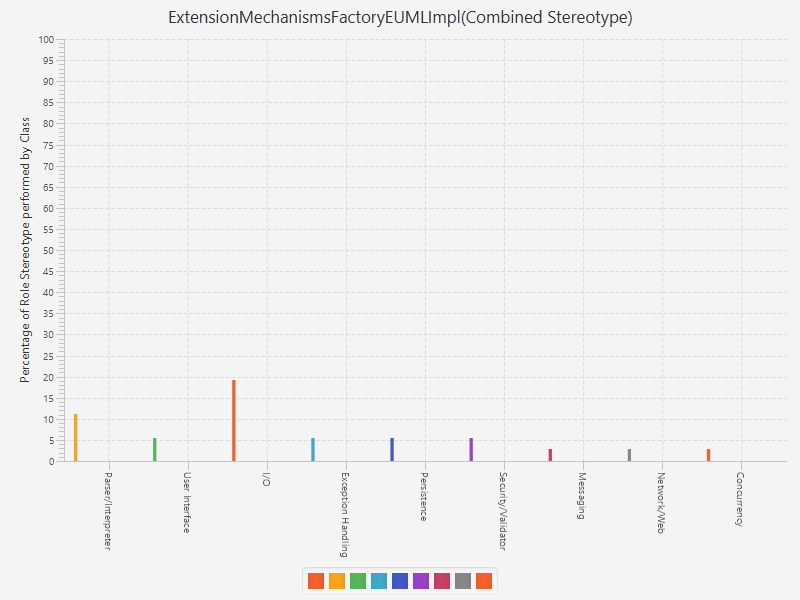 ExtensionMechanismsFactoryEUMLImpl(Combined Stereotype)
Percentage of Role Stereotype performed by Class
100
95
90
85
80
75
70
65
60
55
50
45
40
35
30
25
20
15
10
5
0
Parser/Interpreter
User Interface
I/O
Exception Handling
Persistence
Security/Validator
Messaging
Network/Web
Concurrency